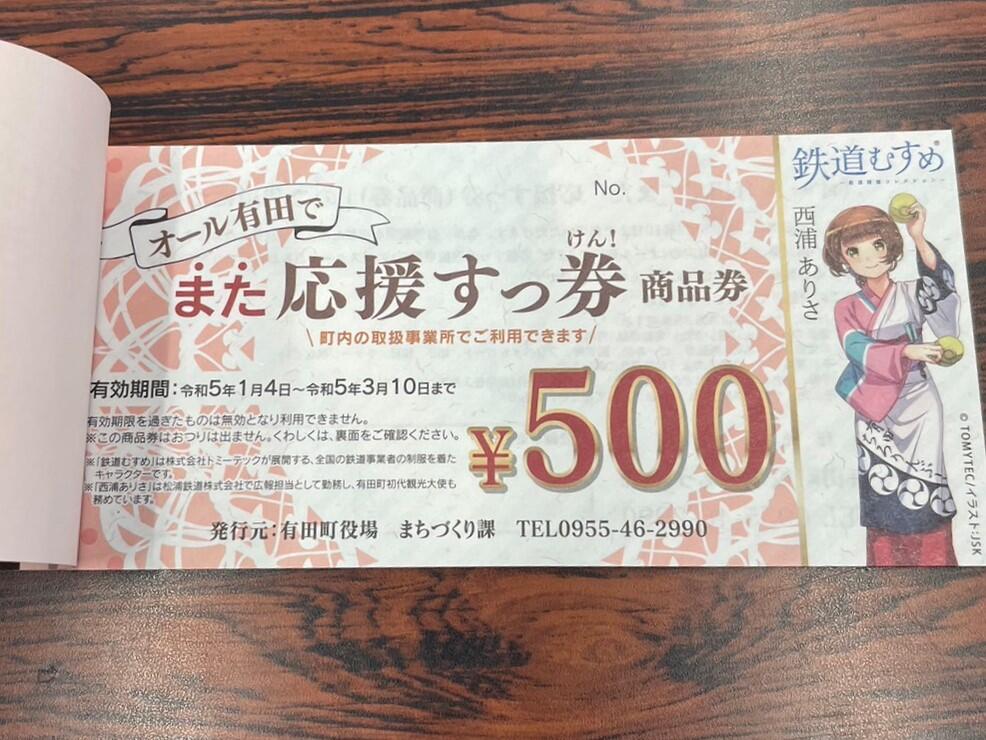 オール有田で
また応援すっ券 商品券
けん!
\町内の取扱事業所でご利用できます/
No.
有効期間:令和5年1月4日～令和5年3月10日まで
有効期限を過ぎたものは無効となり利用できません。
※この商品券はおつりは出ません。くわしくは、裏面をご確認ください。
※「鉄道むすめ」は株式会社トミーテックが展開する、全国の鉄道事業者の制服を着た
キャラクターです。
※「西浦ありさ」は松浦鉄道株式会社で広報担当として勤務し、有田町初代観光大使も
務めています。
¥500
発行元:有田町役場 まちづくり課 TEL0955-46-2990
鉄道むすめ
西浦 ありさ
©TOMYTEC/イラスト:JSK